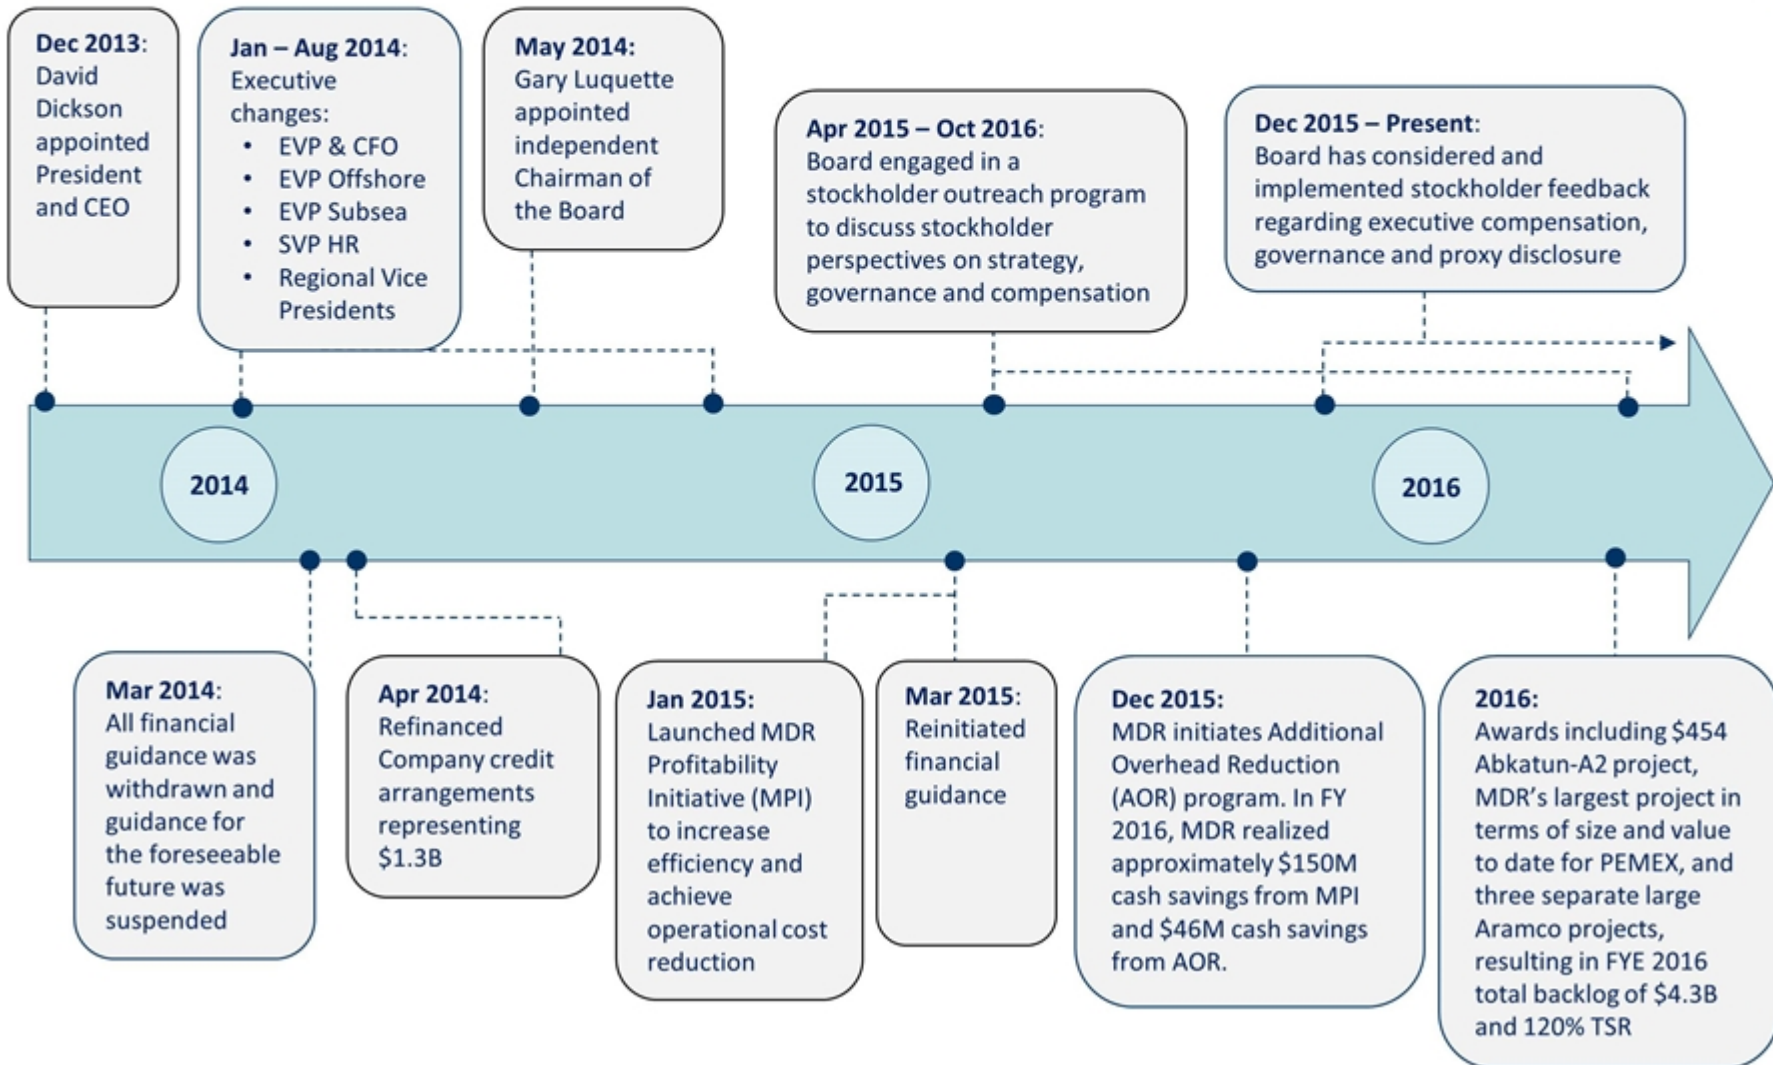 Dec 2013:
David
Dickson
appointed
President
and CEO
Jan – Aug 2014:
Executive
changes:
• EVP & CFO
• EVP Offshore
• EVP Subsea
• SVP HR
• Regional Vice
Presidents
May 2014:
Gary Luquette
appointed
independent
Chairman of
the Board
Apr 2015 – Oct 2016:
Board engaged in a
stockholder outreach program
to discuss stockholder
perspectives on strategy,
governance and compensation
Dec 2015 – Present:
Board has considered and
implemented stockholder feedback
regarding executive compensation,
governance and proxy disclosure
2014
2015
2016
Mar 2014:
All financial
guidance was
withdrawn and
guidance for
the foreseeable
future was
suspended
Apr 2014:
Refinanced
Company credit
arrangements
representing
$1.3B
Jan 2015:
Launched MDR
Profitability
Initiative (MPI)
to increase
efficiency and
achieve
operational cost
reduction
Mar 2015:
Reinitiated
financial
guidance
Dec 2015:
MDR initiates Additional
Overhead Reduction
(AOR) program. In FY
2016, MDR realized
approximately $150M
cash savings from MPI
and $46M cash savings
from AOR.
2016:
Awards including $454
Abkatun-A2 project,
MDR’s largest project in
terms of size and value
to date for PEMEX, and
three separate large
Aramco projects,
resulting in FYE 2016
total backlog of $4.3B
and 120% TSR